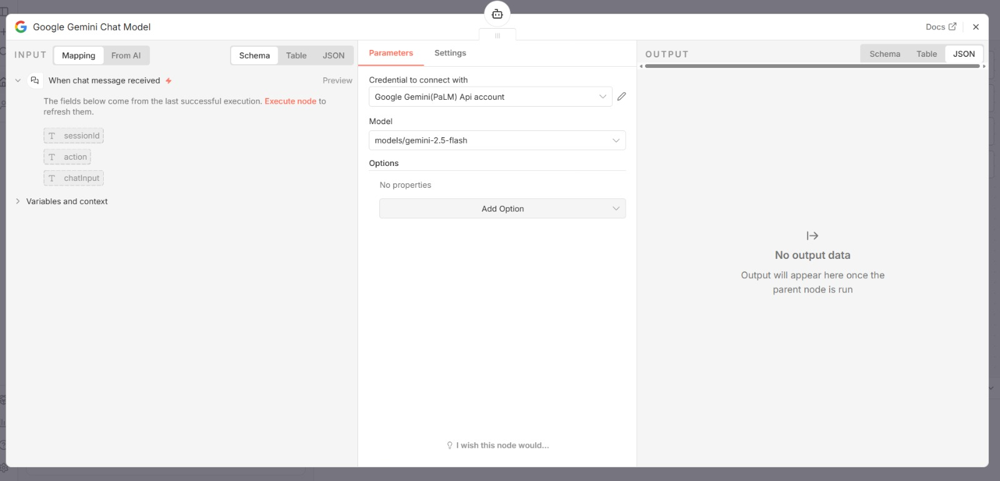 Google Gemini Chat Model
Docs
INPUT
Mapping
From AI
Schema
Table
JSON
When chat message received
Preview
The fields below come from the last successful execution. Execute node to
refresh them.
T sessionId
T action
T chatInput
Variables and context
Parameters
Settings
Credential to connect with
Google Gemini(PaLM) Api account
Model
models/gemini-2.5-flash
Options
No properties
Add Option
I wish this node would...
OUTPUT
Schema
Table
JSON
No output data
Output will appear here once the
parent node is run